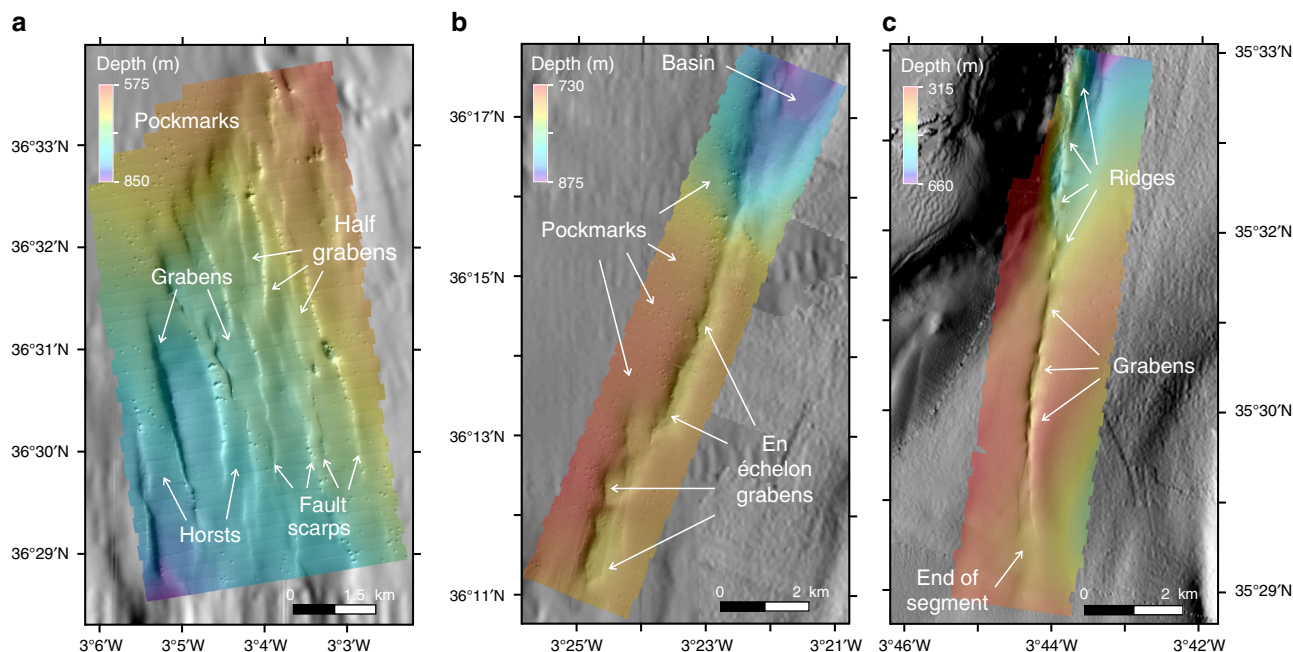 a
Depth (m)
575
850
Pockmarks
Half
grabens
Grabens
Horsts
Fault
scarps
0 1.5 km
36°33′N
36°32′N
36°31′N
36°30′N
36°29′N
3°6′W 3°5′W 3°4′W 3°3′W
b
Depth (m)
730
875
Basin
Pockmarks
En
échelon
grabens
0 2 km
36°17′N
36°15′N
36°13′N
36°11′N
3°25′W 3°23′W 3°21′W
c
Depth (m)
315
660
Ridges
Grabens
End of
segment
0 2 km
35°33′N
35°32′N
35°30′N
35°29′N
3°46′W 3°44′W 3°42′W